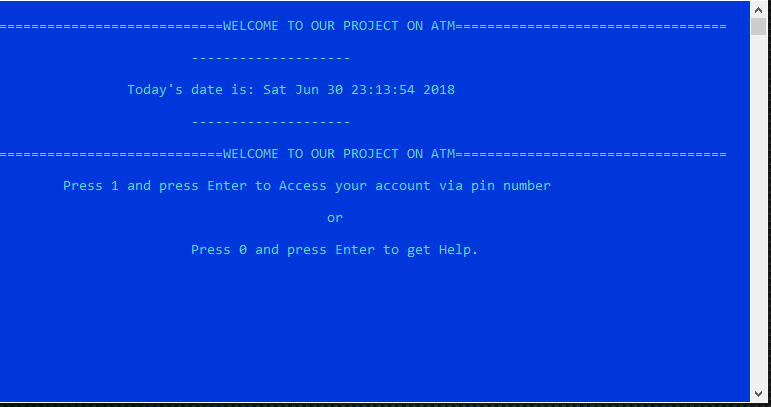 ============================WELCOME TO OUR PROJECT ON ATM==================================
--------------------
Today's date is: Sat Jun 30 23:13:54 2018
--------------------
============================WELCOME TO OUR PROJECT ON ATM==================================
Press 1 and press Enter to Access your account via pin number
or
Press 0 and press Enter to get Help.